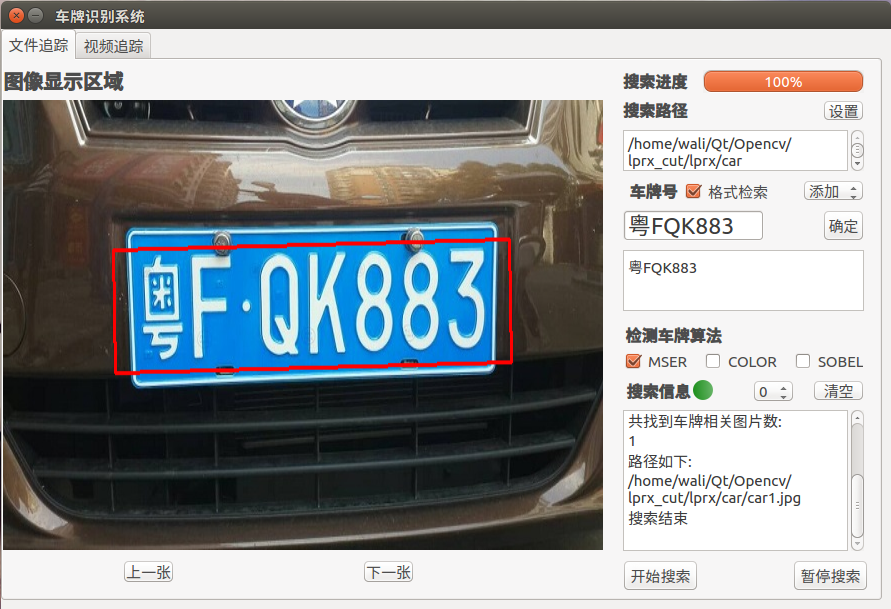 车牌识别系统
文件追踪 视频追踪
图像显示区域
粤F·QK883
上一张 下一张
搜索进度 100%
搜索路径 设置
/home/wali/Qt/Opencv/
lprx_cut/lprx/car
车牌号 格式检索 添加
粤FQK883 确定
粤FQK883
检测车牌算法
MSER COLOR SOBEL
搜索信息 0 清空
共找到车牌相关图片数:
1
路径如下:
/home/wali/Qt/Opencv/
lprx_cut/lprx/car/car1.jpg
搜索结束
开始搜索 暂停搜索